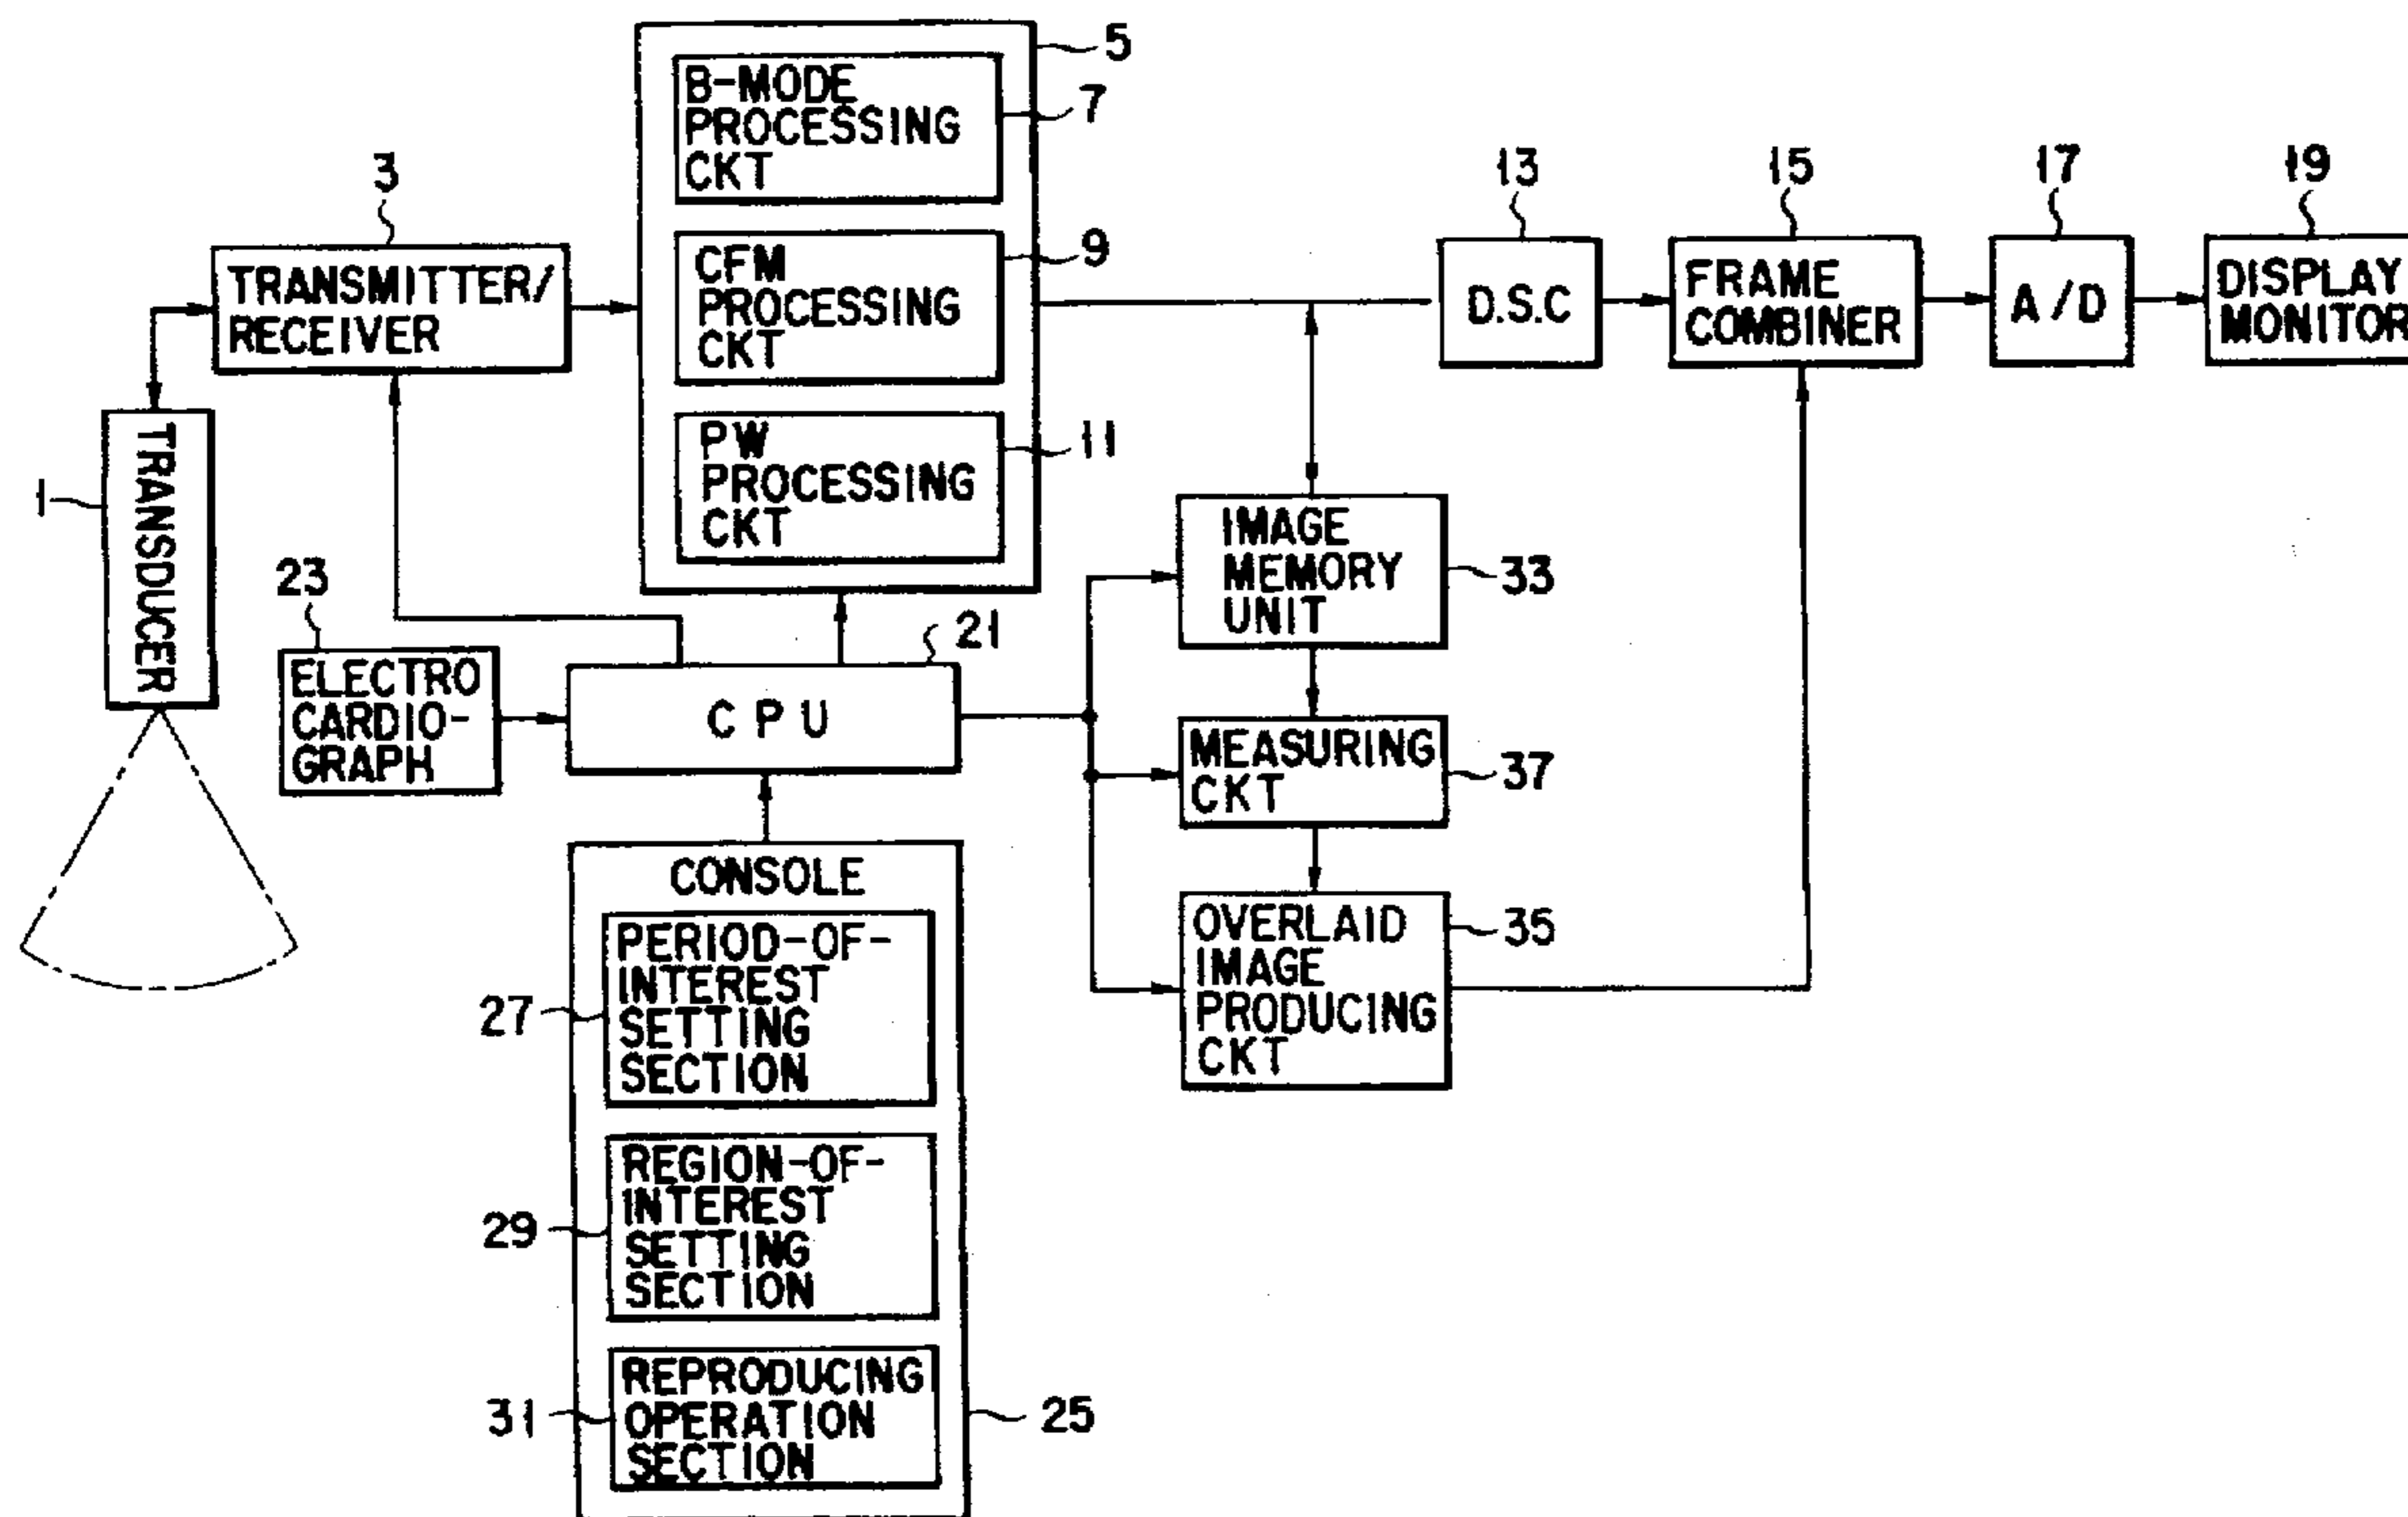 5
B-MODE
PROCESSING
CKT
7
3
TRANSMITTER/
RECEIVER
CFM
PROCESSING
CKT
9
13
D.S.C
15
FRAME
COMBINER
17
A/D
19
DISPLAY
MONITOR
1
TRANSDUCER
PW
PROCESSING
CKT
11
23
ELECTRO
CARDIO-
GRAPH
21
CPU
IMAGE
MEMORY
UNIT
33
MEASURING
CKT
37
OVERLAID
IMAGE
PRODUCING
CKT
35
CONSOLE
27
PERIOD-OF-
INTEREST
SETTING
SECTION
29
REGION-OF-
INTEREST
SETTING
SECTION
31
REPRODUCING
OPERATION
SECTION
25